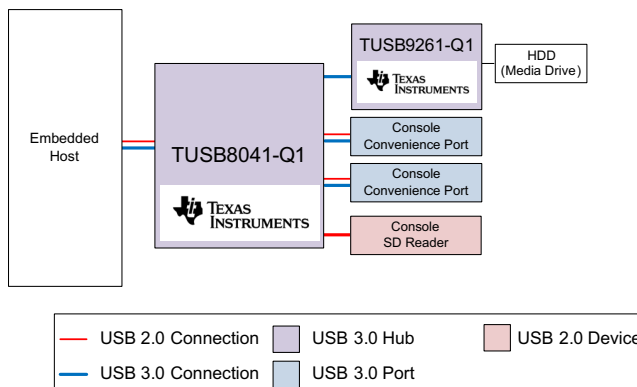 TUSB9261-Q1
TEXAS
INSTRUMENTS
HDD
(Media Drive)
Embedded
Host
TUSB8041-Q1
TEXAS
INSTRUMENTS
Console
Convenience Port
Console
Convenience Port
Console
SD Reader
USB 2.0 Connection
USB 3.0 Hub
USB 2.0 Device
USB 3.0 Connection
USB 3.0 Port